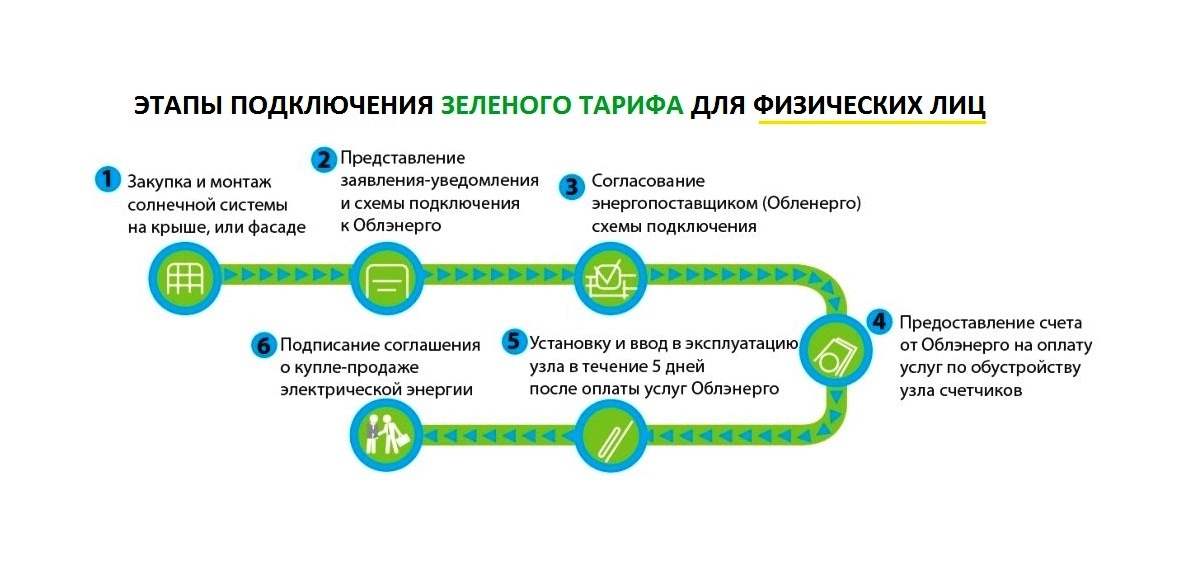 ЭТАПЫ ПОДКЛЮЧЕНИЯ ЗЕЛЕНОГО ТАРИФА ДЛЯ ФИЗИЧЕСКИХ ЛИЦ
1
Закупка и монтаж
солнечной системы
на крыше, или фасаде
2
Представление
заявления-уведомления
и схемы подключения
к Облэнерго
3
Согласование
энергопоставщиком (Обленерго)
схемы подключения
4
Предоставление счета
от Облэнерго на оплату
услуг по обустройству
узла счетчиков
5
Установку и ввод в эксплуатацию
узла в течение 5 дней
после оплаты услуг Облэнерго
6
Подписание соглашения
о купле-продаже
электрической энергии